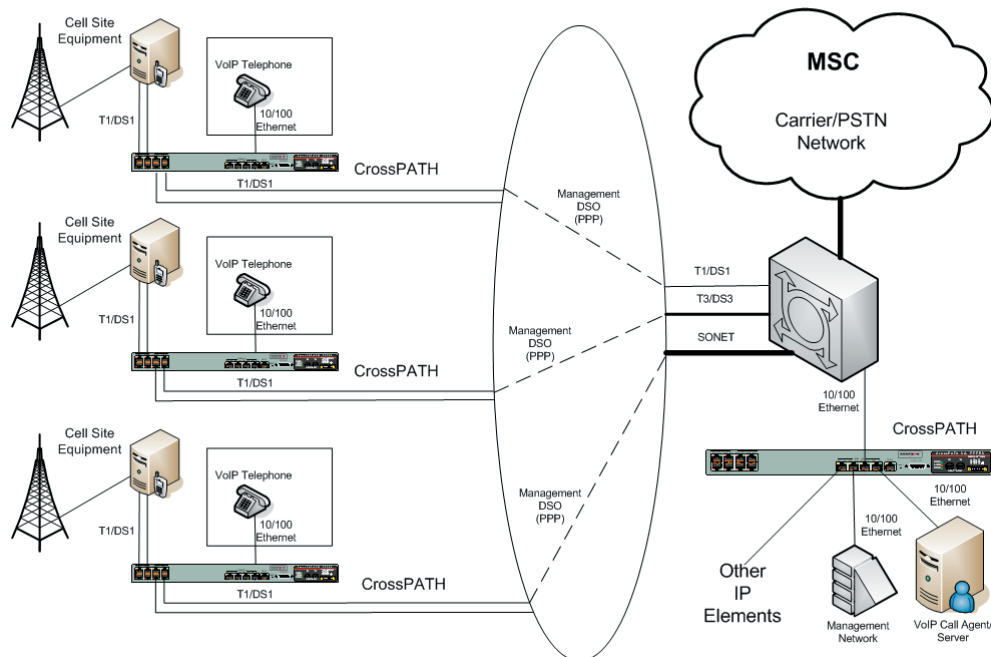 Cell Site
Equipment
VoIP Telephone
10/100
Ethernet
T1/DS1
CrossPATH
T1/DS1
Cell Site
Equipment
VoIP Telephone
10/100
Ethernet
T1/DS1
CrossPATH
T1/DS1
Cell Site
Equipment
VoIP Telephone
10/100
Ethernet
T1/DS1
CrossPATH
T1/DS1
Management
DSO
(PPP)
Management
DSO
(PPP)
Management
DSO
(PPP)
MSC
Carrier/PSTN
Network
T1/DS1
T3/DS3
SONET
10/100
Ethernet
CrossPATH
10/100
Ethernet
10/100
Ethernet
Other
IP
Elements
Management
Network
VoIP Call Agent/
Server